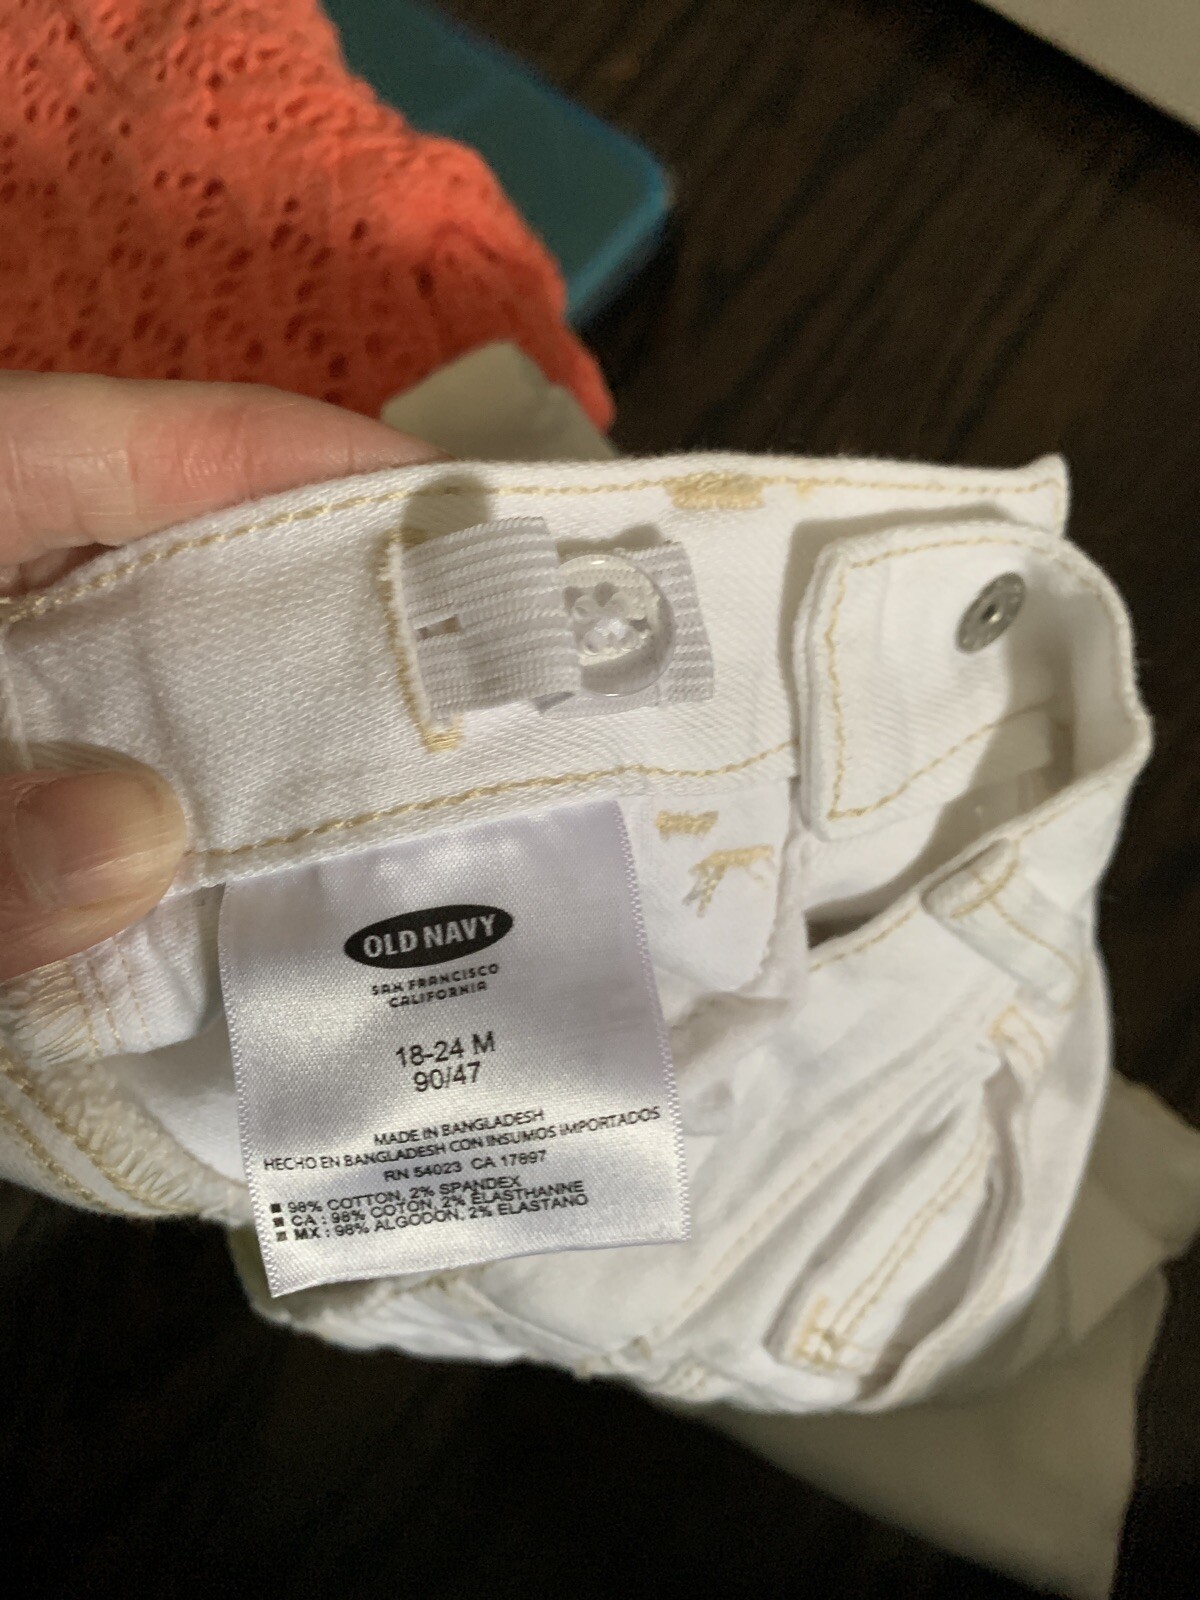 OLD NAVY
SAN FRANCISCO
CALIFORNIA
18-24 M
90/47
MADE IN BANGLADESH
HECHO EN BANGLADESH CON INSUMOS IMPORTADOS
RN 54023 CA 17897
98% COTTON, 2% SPANDEX
CA : 98% COTON, 2% ÉLASTHANNE
MX : 98% ALGODON, 2% ELASTANO